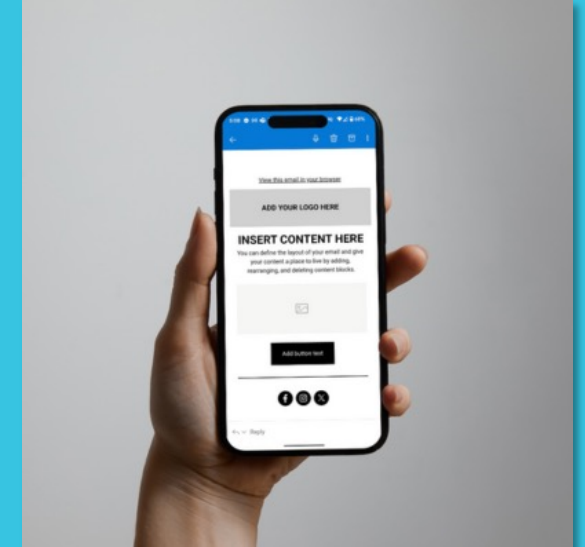 View this email in your browser
ADD YOUR LOGO HERE
INSERT CONTENT HERE
You can define the layout of your email and give
your content a place to live by adding,
rearranging, and deleting content blocks.
Add button text
Reply